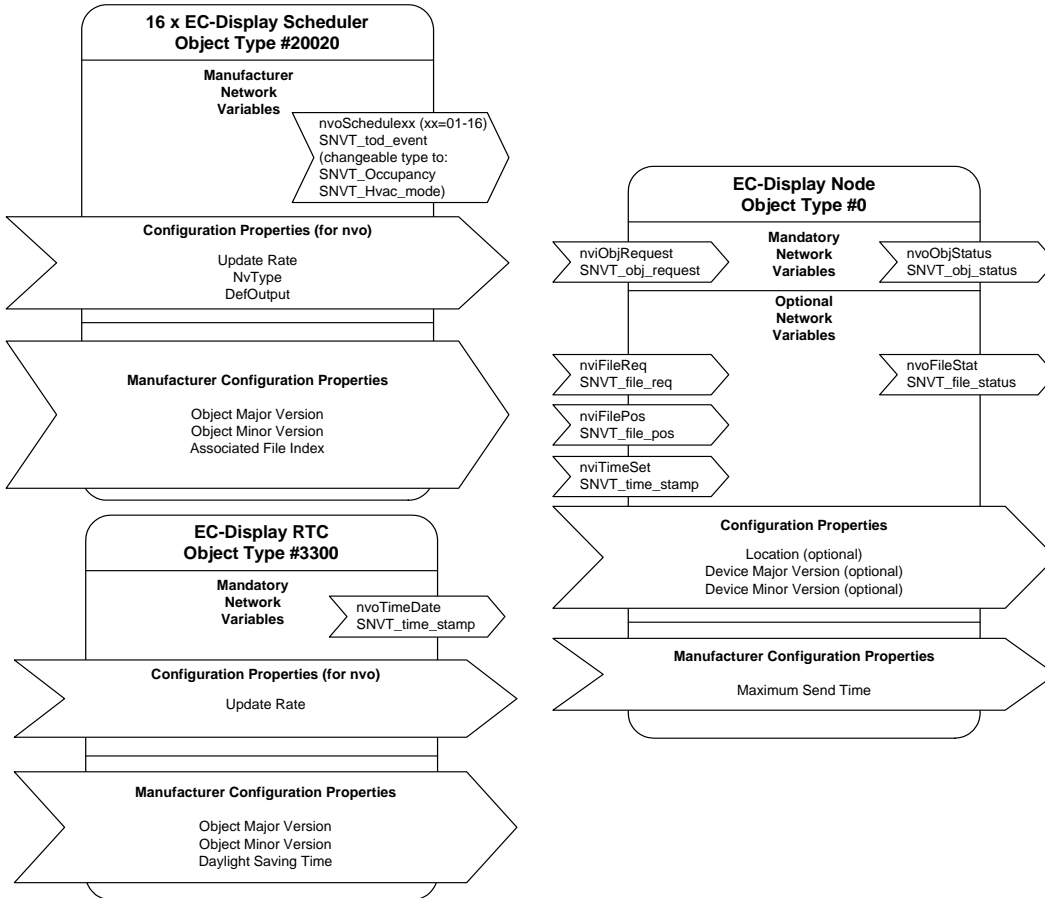 16 x EC-Display Scheduler
Object Type #20020
Manufacturer
Network
Variables
nvoSchedulexx (xx=01-16)
SNVT_tod_event
(changeable type to:
SNVT_Occupancy
SNVT_Hvac_mode)
Configuration Properties (for nvo)
Update Rate
NvType
DefOutput
Manufacturer Configuration Properties
Object Major Version
Object Minor Version
Associated File Index
EC-Display RTC
Object Type #3300
Mandatory
Network
Variables
nvoTimeDate
SNVT_time_stamp
Configuration Properties (for nvo)
Update Rate
Manufacturer Configuration Properties
Object Major Version
Object Minor Version
Daylight Saving Time
EC-Display Node
Object Type #0
Mandatory
Network
Variables
nviObjRequest
SNVT_obj_request
nvoObjStatus
SNVT_obj_status
Optional
Network
Variables
nviFileReq
SNVT_file_req
nvoFileStat
SNVT_file_status
nviFilePos
SNVT_file_pos
nviTimeSet
SNVT_time_stamp
Configuration Properties
Location (optional)
Device Major Version (optional)
Device Minor Version (optional)
Manufacturer Configuration Properties
Maximum Send Time